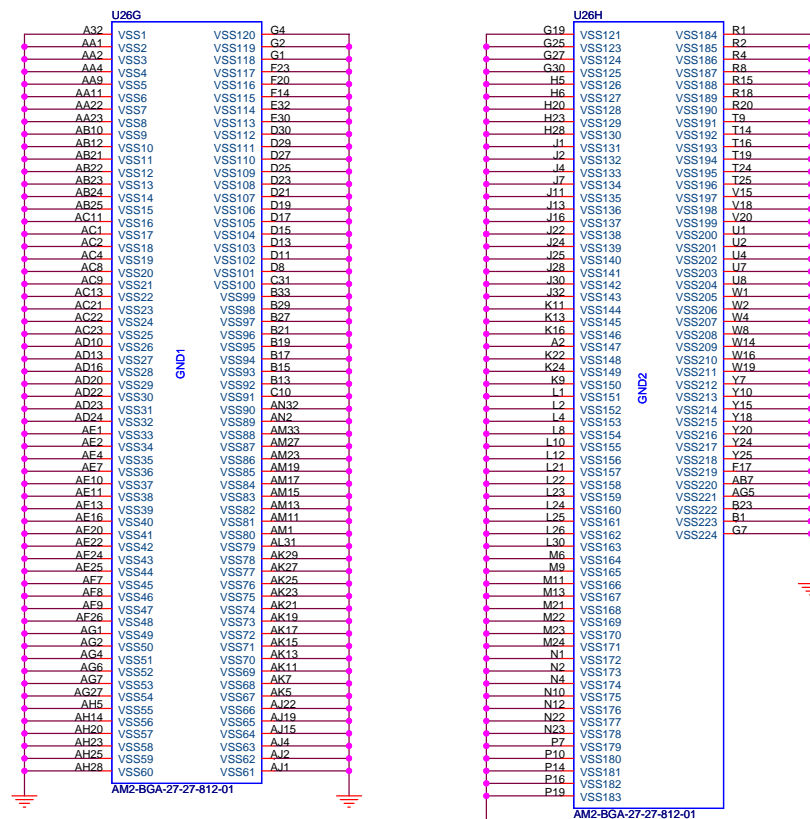 U26G
A32 VSS1 VSS120 G4
AA1 VSS2 VSS119 G2
AA2 VSS3 VSS118 G1
AA4 VSS4 VSS117 F23
AA9 VSS5 VSS116 F20
AA11 VSS6 VSS115 F14
AA22 VSS7 VSS114 E32
AA23 VSS8 VSS113 E30
AB10 VSS9 VSS112 D30
AB12 VSS10 VSS111 D29
AB21 VSS11 VSS110 D27
AB22 VSS12 VSS109 D25
AB23 VSS13 VSS108 D23
AB24 VSS14 VSS107 D21
AB25 VSS15 VSS106 D19
AC11 VSS16 VSS105 D17
AC1 VSS17 VSS104 D15
AC2 VSS18 VSS103 D13
AC4 VSS19 VSS102 D11
AC8 VSS20 VSS101 D8
AC9 VSS21 VSS100 C31
AC13 VSS22 VSS99 B33
AC21 VSS23 VSS98 B29
AC22 VSS24 VSS97 B27
AC23 VSS25 VSS96 B21
AD10 VSS26 VSS95 B19
AD13 VSS27 VSS94 B17
AD16 VSS28 VSS93 B15
AD20 VSS29 VSS92 B13
AD22 VSS30 VSS91 C10
AD23 VSS31 VSS90 AN32
AD24 VSS32 VSS89 AN2
AE1 VSS33 VSS88 AM33
AE2 VSS34 VSS87 AM27
AE4 VSS35 VSS86 AM23
AE7 VSS36 VSS85 AM19
AE10 VSS37 VSS84 AM17
AE11 VSS38 VSS83 AM15
AE13 VSS39 VSS82 AM13
AE16 VSS40 VSS81 AM11
AE20 VSS41 VSS80 AM1
AE22 VSS42 VSS79 AL31
AE24 VSS43 VSS78 AK29
AE25 VSS44 VSS77 AK27
AF7 VSS45 VSS76 AK25
AF8 VSS46 VSS75 AK23
AF9 VSS47 VSS74 AK21
AF26 VSS48 VSS73 AK19
AG1 VSS49 VSS72 AK17
AG2 VSS50 VSS71 AK15
AG4 VSS51 VSS70 AK13
AG6 VSS52 VSS69 AK11
AG7 VSS53 VSS68 AK7
AG27 VSS54 VSS67 AK5
AH5 VSS55 VSS66 AJ22
AH14 VSS56 VSS65 AJ19
AH20 VSS57 VSS64 AJ15
AH23 VSS58 VSS63 AJ4
AH25 VSS59 VSS62 AJ2
AH28 VSS60 VSS61 AJ1
GND1
AM2-BGA-27-27-812-01
U26H
G19 VSS121 VSS184 R1
G25 VSS123 VSS185 R2
G27 VSS124 VSS186 R4
G30 VSS125 VSS187 R8
H5 VSS126 VSS188 R15
H6 VSS127 VSS189 R18
H20 VSS128 VSS190 R20
H23 VSS129 VSS191 T9
H28 VSS130 VSS192 T14
J1 VSS131 VSS193 T16
J2 VSS132 VSS194 T19
J4 VSS133 VSS195 T24
J7 VSS134 VSS196 T25
J11 VSS135 VSS197 V15
J13 VSS136 VSS198 V18
J16 VSS137 VSS199 V20
J22 VSS138 VSS200 U1
J24 VSS139 VSS201 U2
J25 VSS140 VSS202 U4
J28 VSS141 VSS203 U7
J30 VSS142 VSS204 U8
J32 VSS143 VSS205 W1
K11 VSS144 VSS206 W2
K13 VSS145 VSS207 W4
K16 VSS146 VSS208 W8
A2 VSS147 VSS209 W14
K22 VSS148 VSS210 W16
K24 VSS149 VSS211 W19
K9 VSS150 VSS212 Y7
L1 VSS151 VSS213 Y10
L2 VSS152 VSS214 Y15
L4 VSS153 VSS215 Y18
L8 VSS154 VSS216 Y20
L10 VSS155 VSS217 Y24
L12 VSS156 VSS218 Y25
L21 VSS157 VSS219 F17
L22 VSS158 VSS220 AB7
L23 VSS159 VSS221 AG5
L24 VSS160 VSS222 B23
L25 VSS161 VSS223 B1
L26 VSS162 VSS224 G7
L30 VSS163
M6 VSS164
M9 VSS165
M11 VSS166
M13 VSS167
M21 VSS168
M22 VSS169
M23 VSS170
M24 VSS171
N1 VSS172
N2 VSS173
N4 VSS174
N10 VSS175
N12 VSS176
N22 VSS177
N23 VSS178
P7 VSS179
P10 VSS180
P14 VSS181
P16 VSS182
P19 VSS183
GND2
AM2-BGA-27-27-812-01